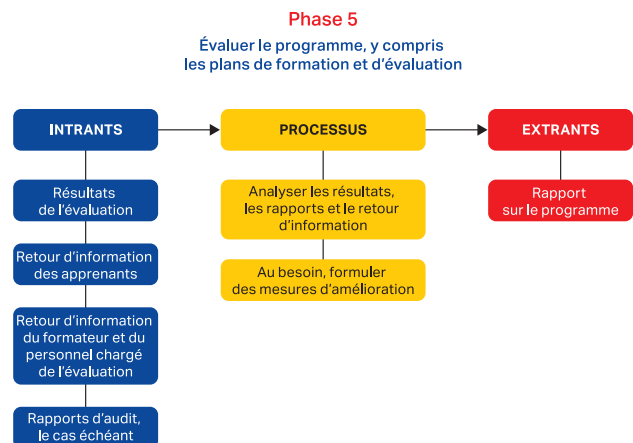 Phase 5
Évaluer le programme, y compris
les plans de formation et d'évaluation
INTRANTS
PROCESSUS
EXTRANTS
Résultats
de l'évaluation
Retour d'information
des apprenants
Retour d'information
du formateur et du
personnel chargé
de l'évaluation
Rapports d'audit,
le cas échéant
Analyser les résultats,
les rapports et le retour
d'information
Au besoin, formuler
des mesures d'amélioration
Rapport
sur le programme